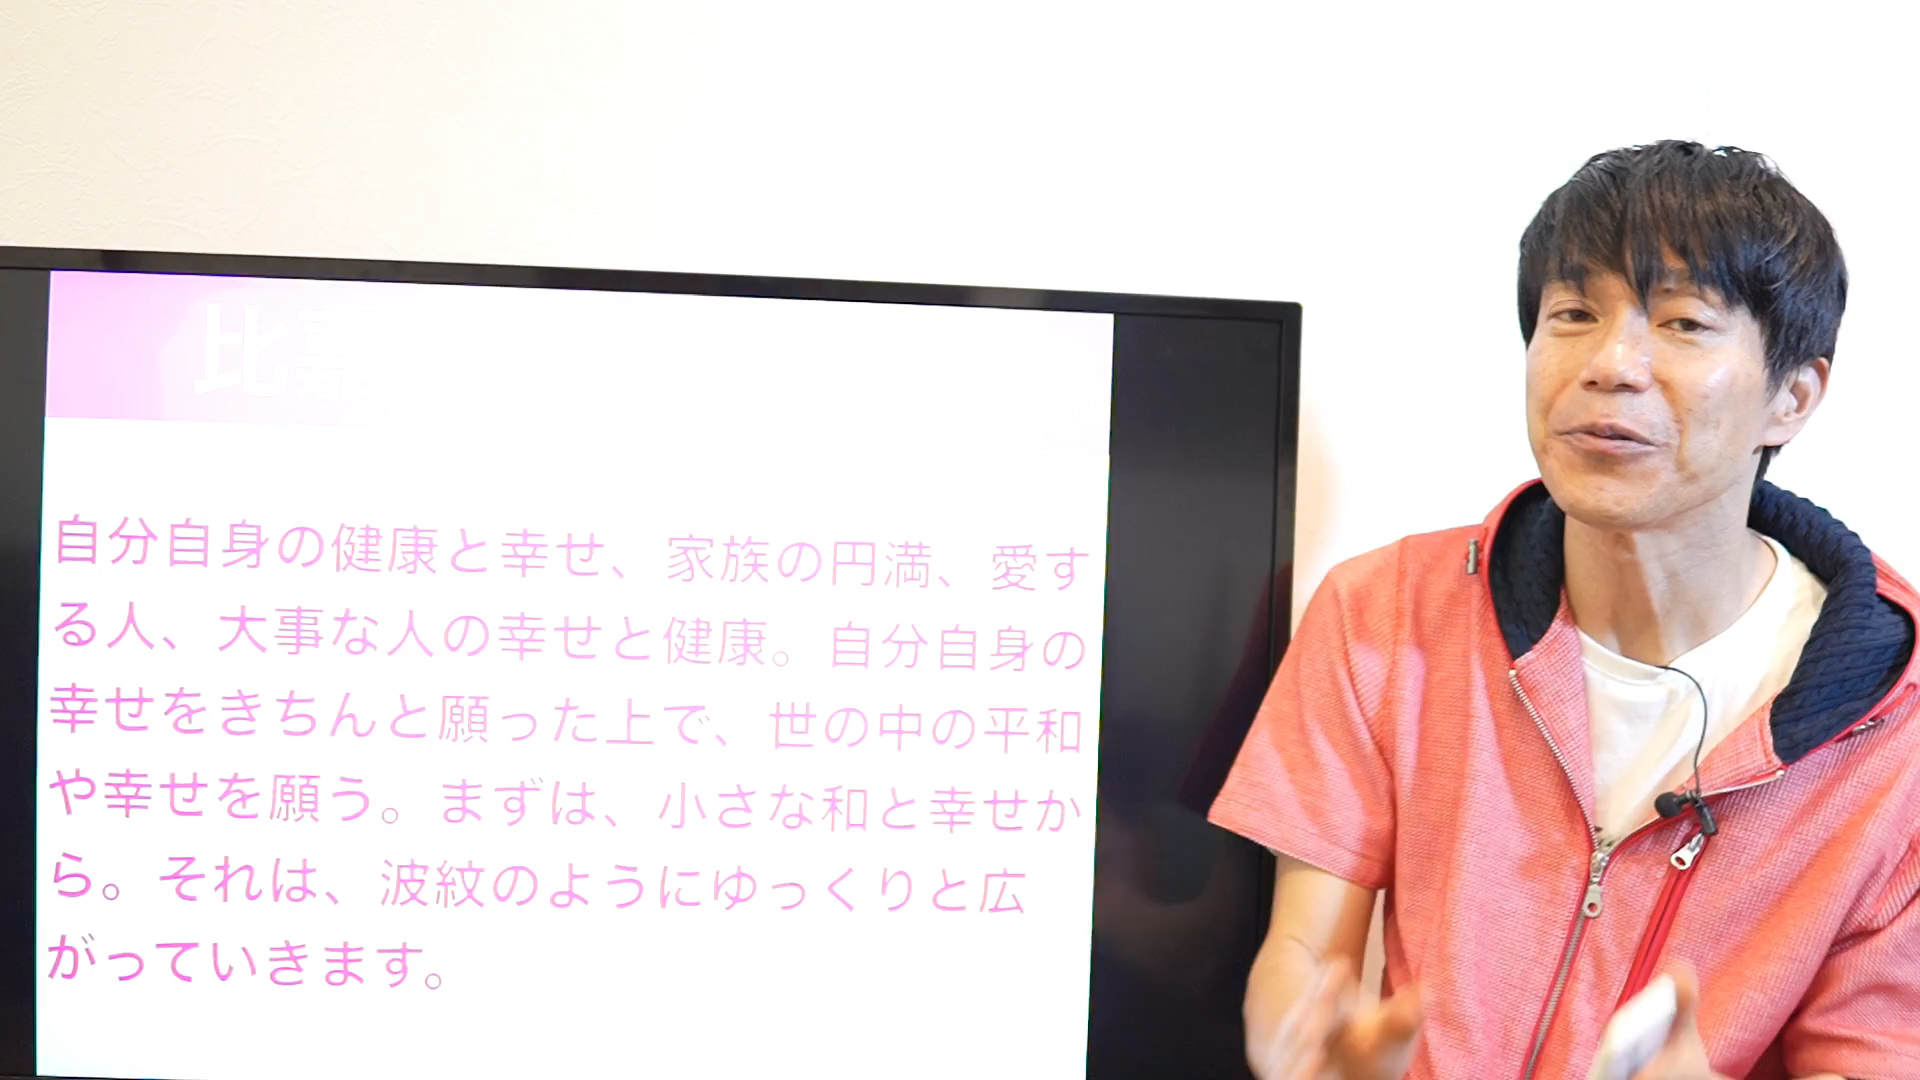 比嘉
自分自身の健康と幸せ、家族の円満、愛す
る人、大事な人の幸せと健康。自分自身の
幸せをきちんと願った上で、世の中の平和
や幸せを願う。まずは、小さな和と幸せか
ら。それは、波紋のようにゆっくりと広
がっていきます。